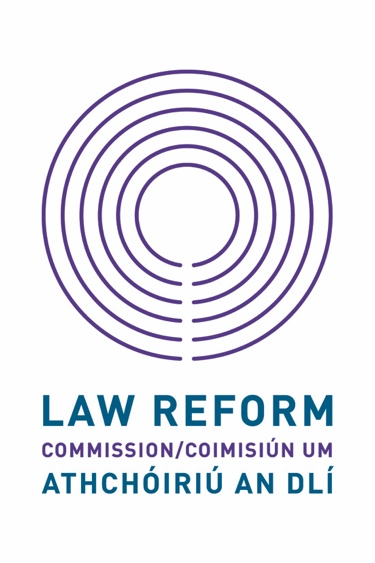 LAW REFORM
COMMISSION/COIMISIÚN UM
ATHCHÓIRIÚ AN DLÍ